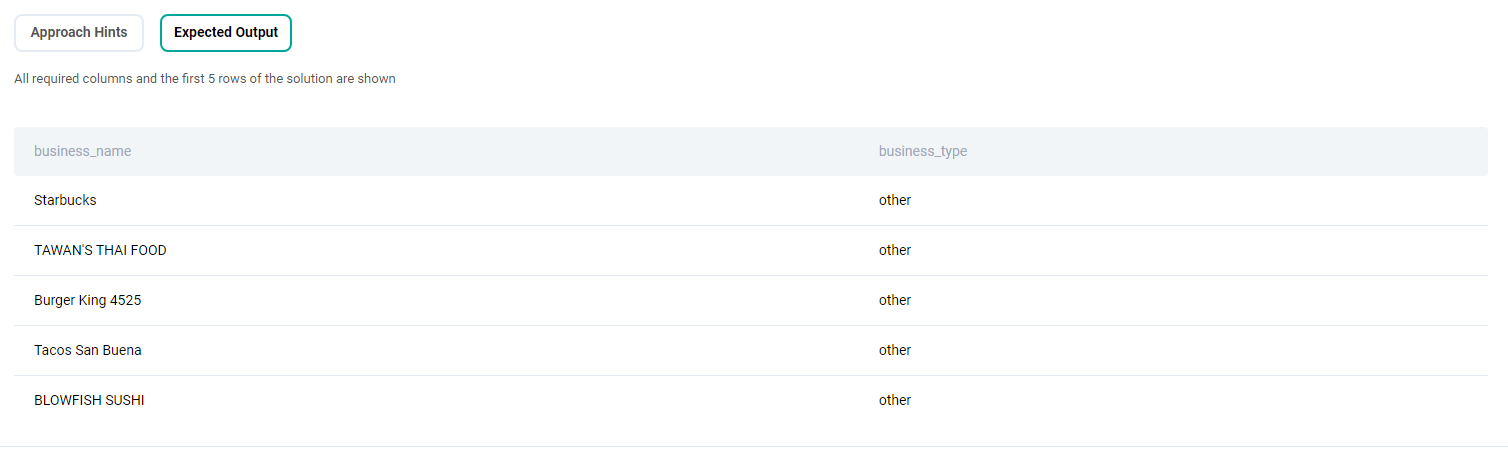 Approach Hints Expected Output
All required columns and the first 5 rows of the solution are shown
business_name business_type
Starbucks other
TAWAN'S THAI FOOD other
Burger King 4525 other
Tacos San Buena other
BLOWFISH SUSHI other